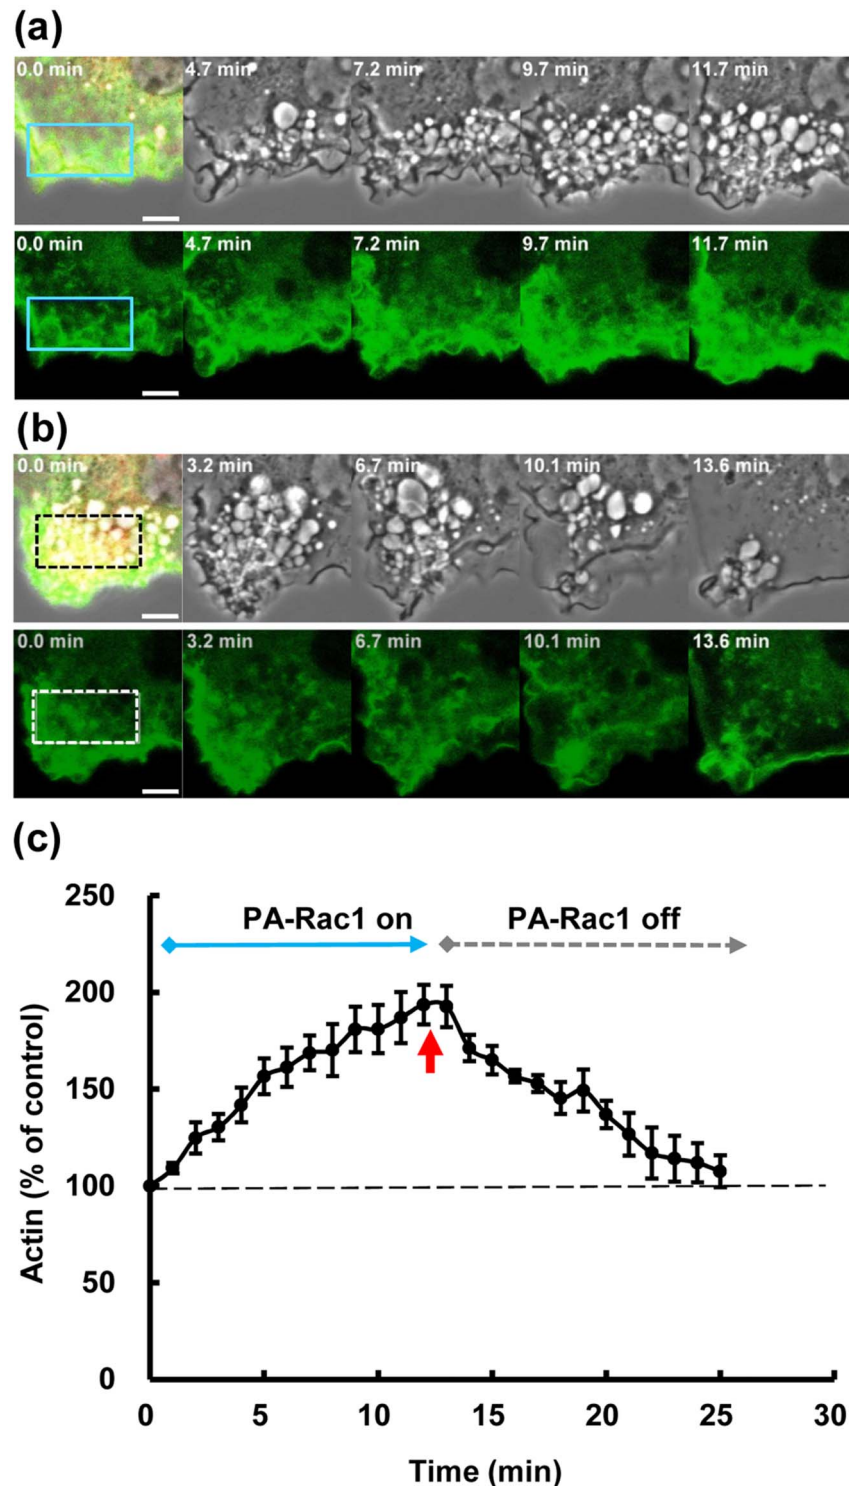 (a)
0.0 min 4.7 min 7.2 min 9.7 min 11.7 min
0.0 min 4.7 min 7.2 min 9.7 min 11.7 min
(b)
0.0 min 3.2 min 6.7 min 10.1 min 13.6 min
0.0 min 3.2 min 6.7 min 10.1 min 13.6 min
(c)
250
PA-Rac1 on PA-Rac1 off
200
150
100
50
0
Actin (% of control)
0 5 10 15 20 25 30
Time (min)